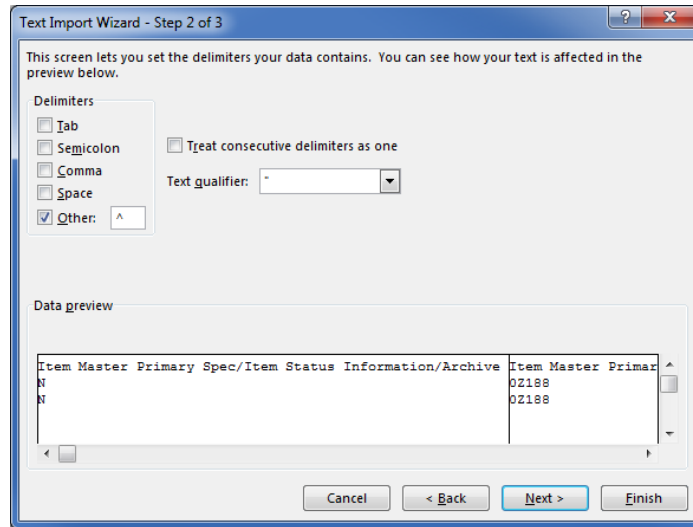 Text Import Wizard - Step 2 of 3
This screen lets you set the delimiters your data contains. You can see how your text is affected in the
preview below.
Delimiters
Tab
Semicolon
Comma
Space
Other: ^
Treat consecutive delimiters as one
Text qualifier: "
Data preview
Item Master Primary Spec/Item Status Information/Archive Item Master Primar
N 0Z188
N 0Z188
Cancel < Back Next > Finish